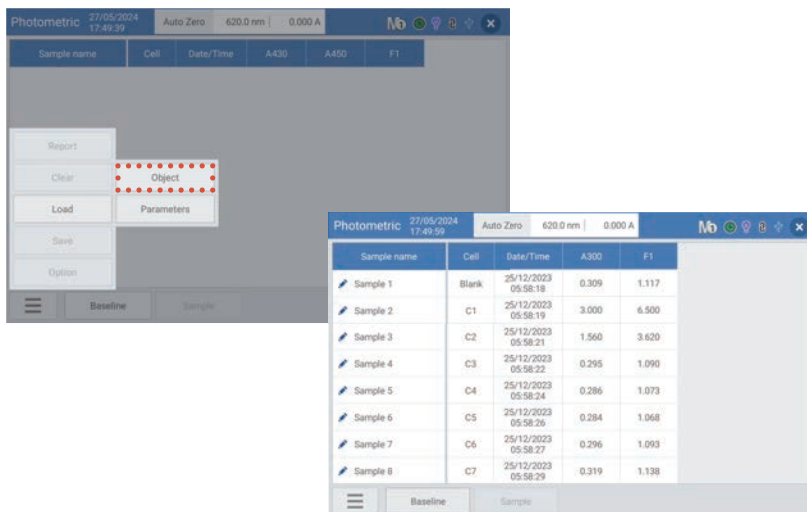 Photometric 27/05/2024 17:49:39 Auto Zero 620.0 nm 0.000 A
Sample name Cell Date/Time A430 A450 F1
Report
Clear Object
Load Parameters
Save
Option
Baseline Sample
Photometric 27/05/2024 17:49:59 Auto Zero 620.0 nm 0.000 A
Sample name Cell Date/Time A300 F1
Sample 1 Blank 25/12/2023 05:58:18 0.309 1.117
Sample 2 C1 25/12/2023 05:58:19 3.000 6.500
Sample 3 C2 25/12/2023 05:58:21 1.560 3.620
Sample 4 C3 25/12/2023 05:58:22 0.295 1.090
Sample 5 C4 25/12/2023 05:58:24 0.286 1.073
Sample 6 C5 25/12/2023 05:58:26 0.284 1.068
Sample 7 C6 25/12/2023 05:58:27 0.296 1.093
Sample 8 C7 25/12/2023 05:58:29 0.319 1.138
Baseline Sample